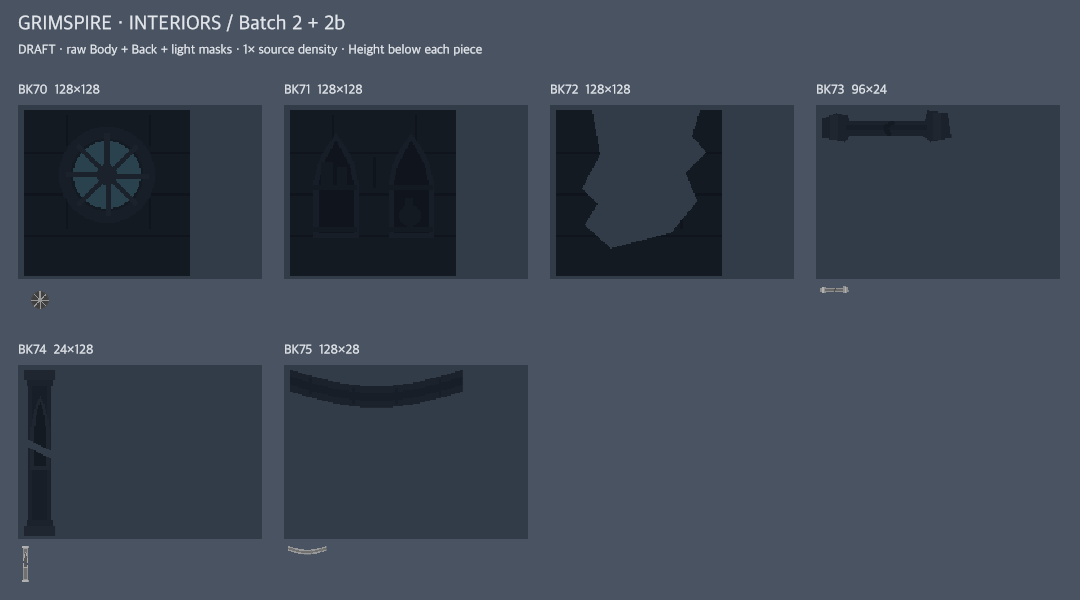 GRIMSPIRE · INTERIORS / Batch 2 + 2b
DRAFT · raw Body + Back + light masks · 1× source density · Height below each piece
BK70 128×128
BK71 128×128
BK72 128×128
BK73 96×24
BK74 24×128
BK75 128×28